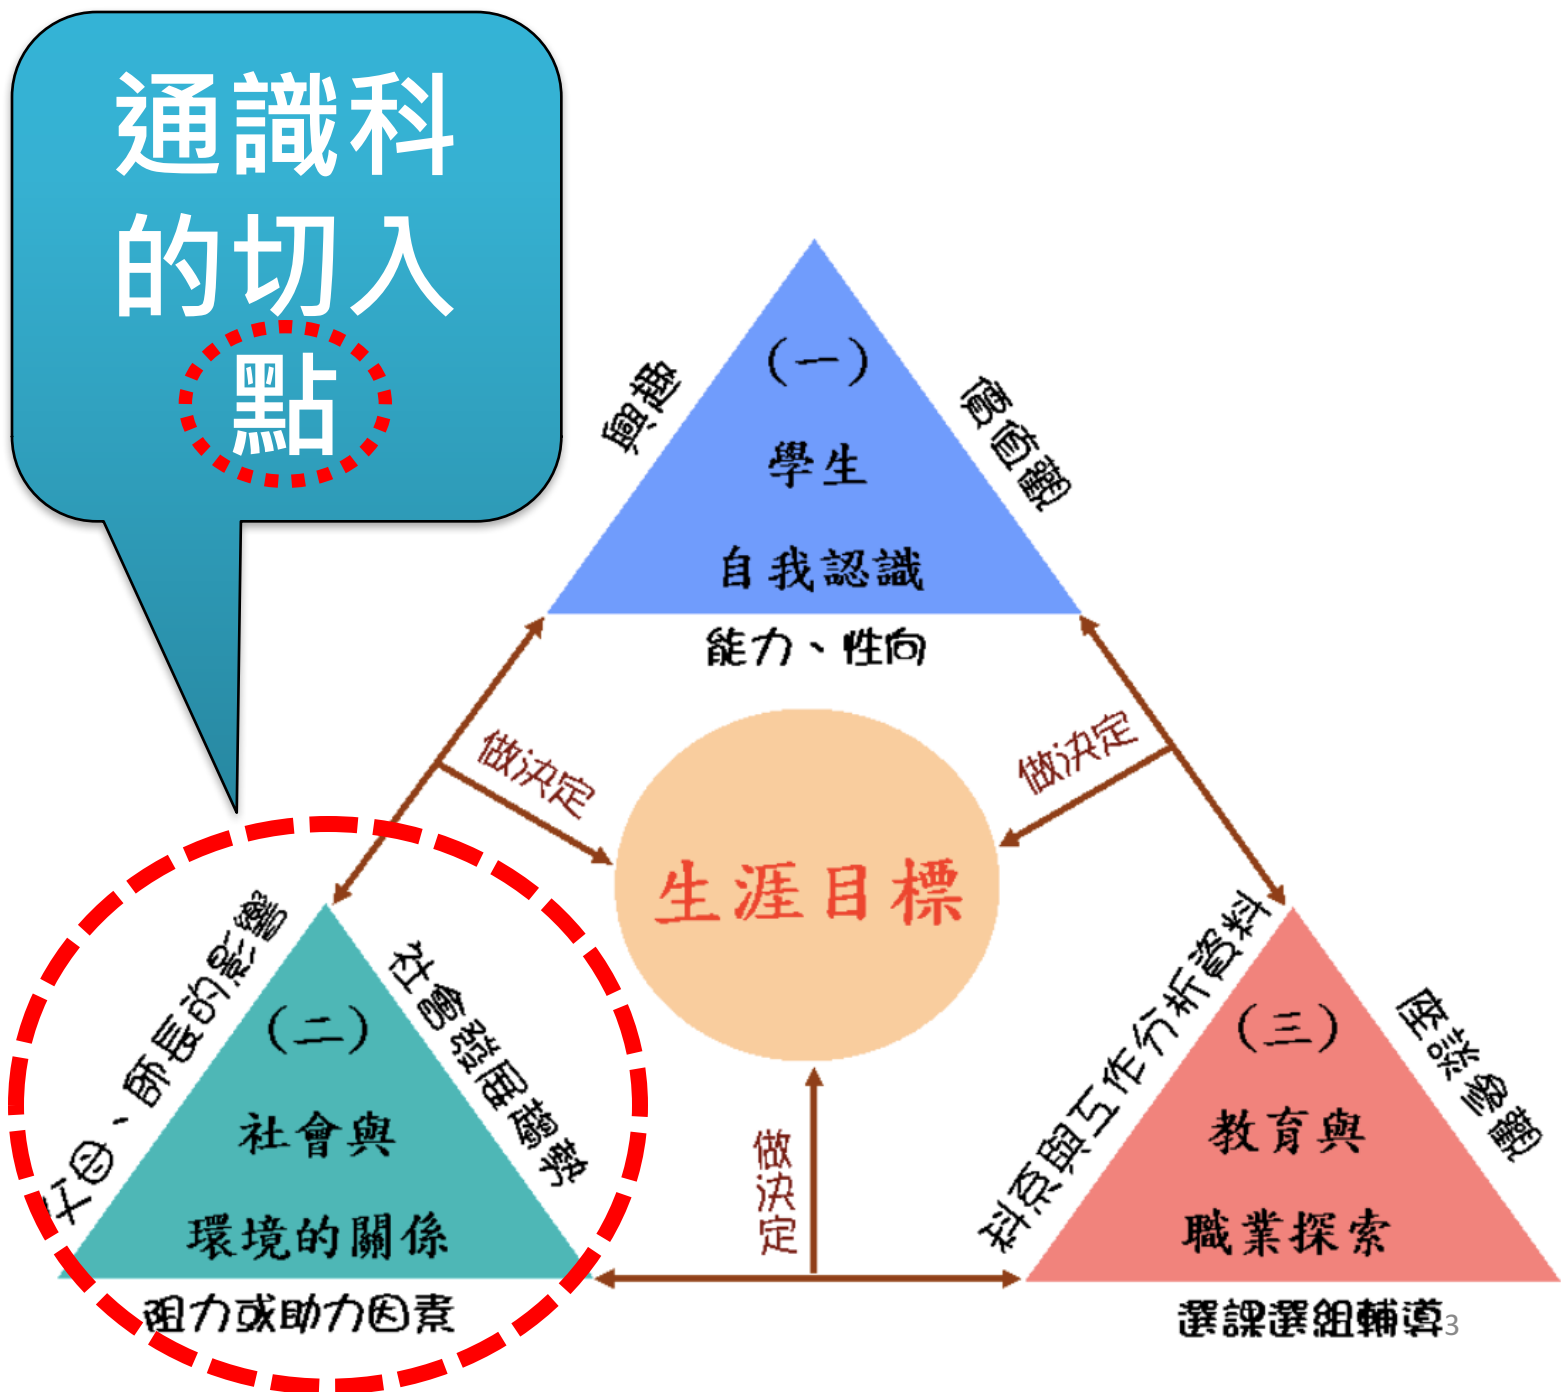 通識科
的切入
點
(一)
學生
自我認識
興趣
價值觀
能力、性向
做決定
做決定
生涯目標
做決定
父母、師長的影響
社會發展趨勢
(二)
社會與
環境的關係
阻力或助力因素
科系與工作分析資料
座談參觀
(三)
教育與
職業探索
選課選組輔導
3